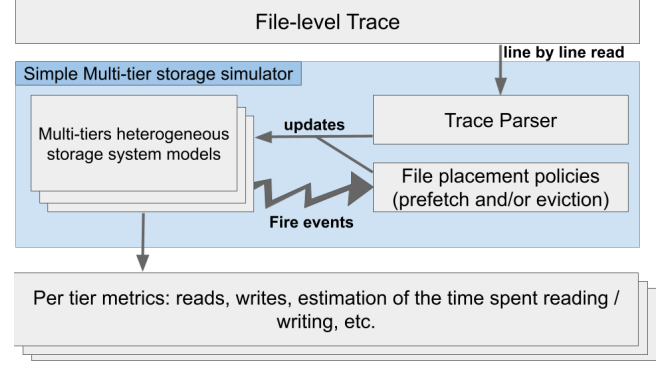 File-level Trace
line by line read
Simple Multi-tier storage simulator
Multi-tiers heterogeneous
storage system models
updates
Trace Parser
File placement policies
(prefetch and/or eviction)
Fire events
Per tier metrics: reads, writes, estimation of the time spent reading /
writing, etc.